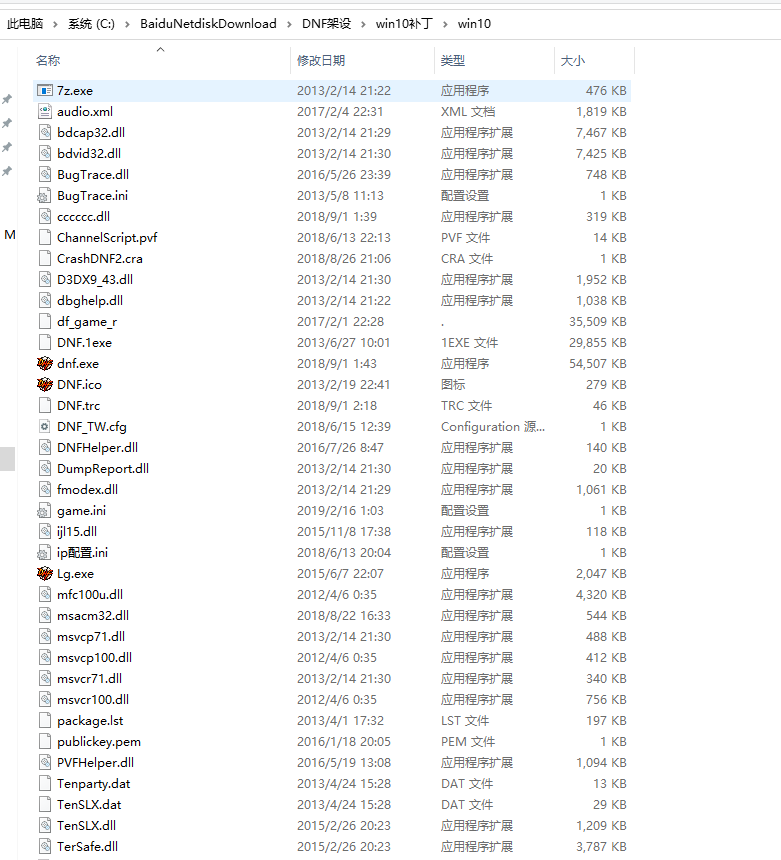 此电脑 › 系统 (C:) › BaiduNetdiskDownload › DNF架设 › win10补丁 › win10
名称 修改日期 类型 大小
7z.exe 2013/2/14 21:22 应用程序 476 KB
audio.xml 2017/2/4 22:31 XML 文档 1,819 KB
bdcap32.dll 2013/2/14 21:29 应用程序扩展 7,467 KB
bdvid32.dll 2013/2/14 21:30 应用程序扩展 7,425 KB
BugTrace.dll 2016/5/26 23:39 应用程序扩展 748 KB
BugTrace.ini 2013/5/8 11:13 配置设置 1 KB
cccccc.dll 2018/9/1 1:39 应用程序扩展 319 KB
ChannelScript.pvf 2018/6/13 22:13 PVF 文件 14 KB
CrashDNF2.cra 2018/8/26 21:06 CRA 文件 1 KB
D3DX9_43.dll 2013/2/14 21:30 应用程序扩展 1,952 KB
dbghelp.dll 2013/2/14 21:22 应用程序扩展 1,038 KB
M
df_game_r 2017/2/1 22:28 . 35,509 KB
DNF.1exe 2013/6/27 10:01 1EXE 文件 29,855 KB
dnf.exe 2018/9/1 1:43 应用程序 54,507 KB
DNF.ico 2013/2/19 22:41 图标 279 KB
DNF.trc 2018/9/1 2:18 TRC 文件 46 KB
DNF_TW.cfg 2018/6/15 12:39 Configuration 源... 1 KB
DNFHelper.dll 2016/7/26 8:47 应用程序扩展 140 KB
DumpReport.dll 2013/2/14 21:30 应用程序扩展 20 KB
fmodex.dll 2013/2/14 21:29 应用程序扩展 1,061 KB
game.ini 2019/2/16 1:03 配置设置 1 KB
ijl15.dll 2015/11/8 17:38 应用程序扩展 118 KB
ip配置.ini 2018/6/13 20:04 配置设置 1 KB
Lg.exe 2015/6/7 22:07 应用程序 2,047 KB
mfc100u.dll 2012/4/6 0:35 应用程序扩展 4,320 KB
msacm32.dll 2018/8/22 16:33 应用程序扩展 544 KB
msvcp71.dll 2013/2/14 21:30 应用程序扩展 488 KB
msvcp100.dll 2012/4/6 0:35 应用程序扩展 412 KB
msvcr71.dll 2013/2/14 21:30 应用程序扩展 340 KB
msvcr100.dll 2012/4/6 0:35 应用程序扩展 756 KB
package.lst 2013/4/1 17:32 LST 文件 197 KB
publickey.pem 2016/1/18 20:05 PEM 文件 1 KB
PVFHelper.dll 2016/5/19 13:08 应用程序扩展 1,094 KB
Tenparty.dat 2013/4/24 15:28 DAT 文件 13 KB
TenSLX.dat 2013/4/24 15:28 DAT 文件 29 KB
TenSLX.dll 2015/2/26 20:23 应用程序扩展 1,209 KB
TerSafe.dll 2015/2/26 20:23 应用程序扩展 3,787 KB